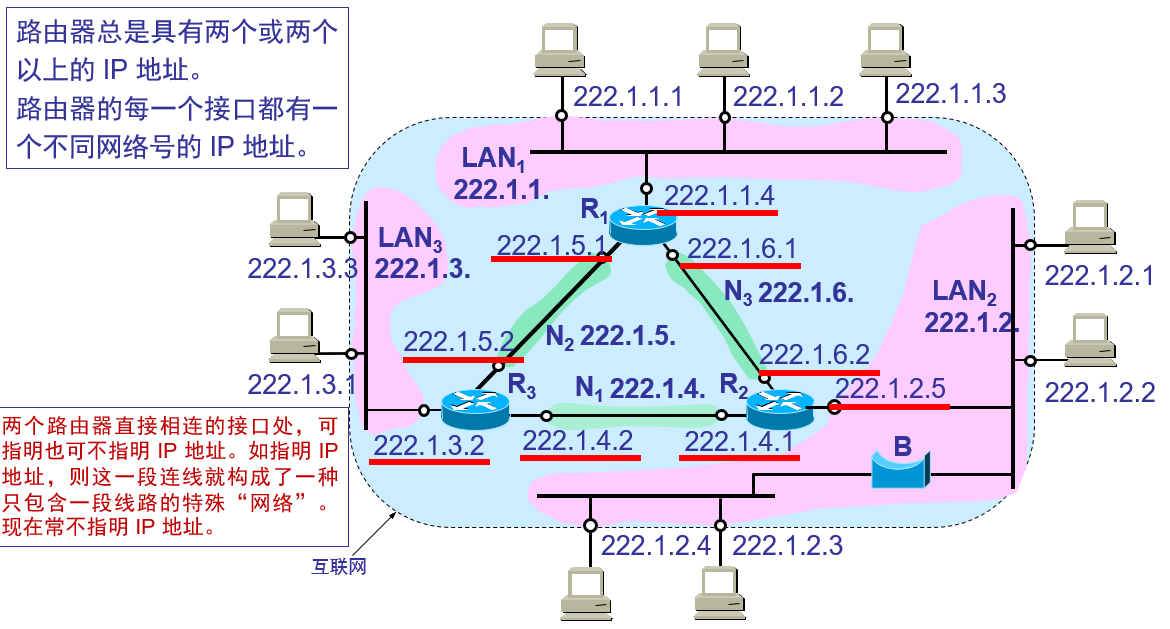 路由器总是具有两个或两个
以上的 IP 地址。
路由器的每一个接口都有一
个不同网络号的 IP 地址。
222.1.1.1
222.1.1.2
222.1.1.3
LAN1
222.1.1.
222.1.1.4
R1
222.1.5.1
222.1.6.1
LAN3
222.1.3.
222.1.3.3
N3 222.1.6.
LAN2
222.1.2.
222.1.2.1
N2 222.1.5.
222.1.5.2
222.1.6.2
222.1.3.1
R3
N1 222.1.4.
R2
222.1.2.5
222.1.2.2
两个路由器直接相连的接口处，可
指明也可不指明 IP 地址。如指明 IP
地址，则这一段连线就构成了一种
只包含一段线路的特殊“网络”。
现在常不指明 IP 地址。
222.1.3.2
222.1.4.2
222.1.4.1
B
222.1.2.4
222.1.2.3
互联网